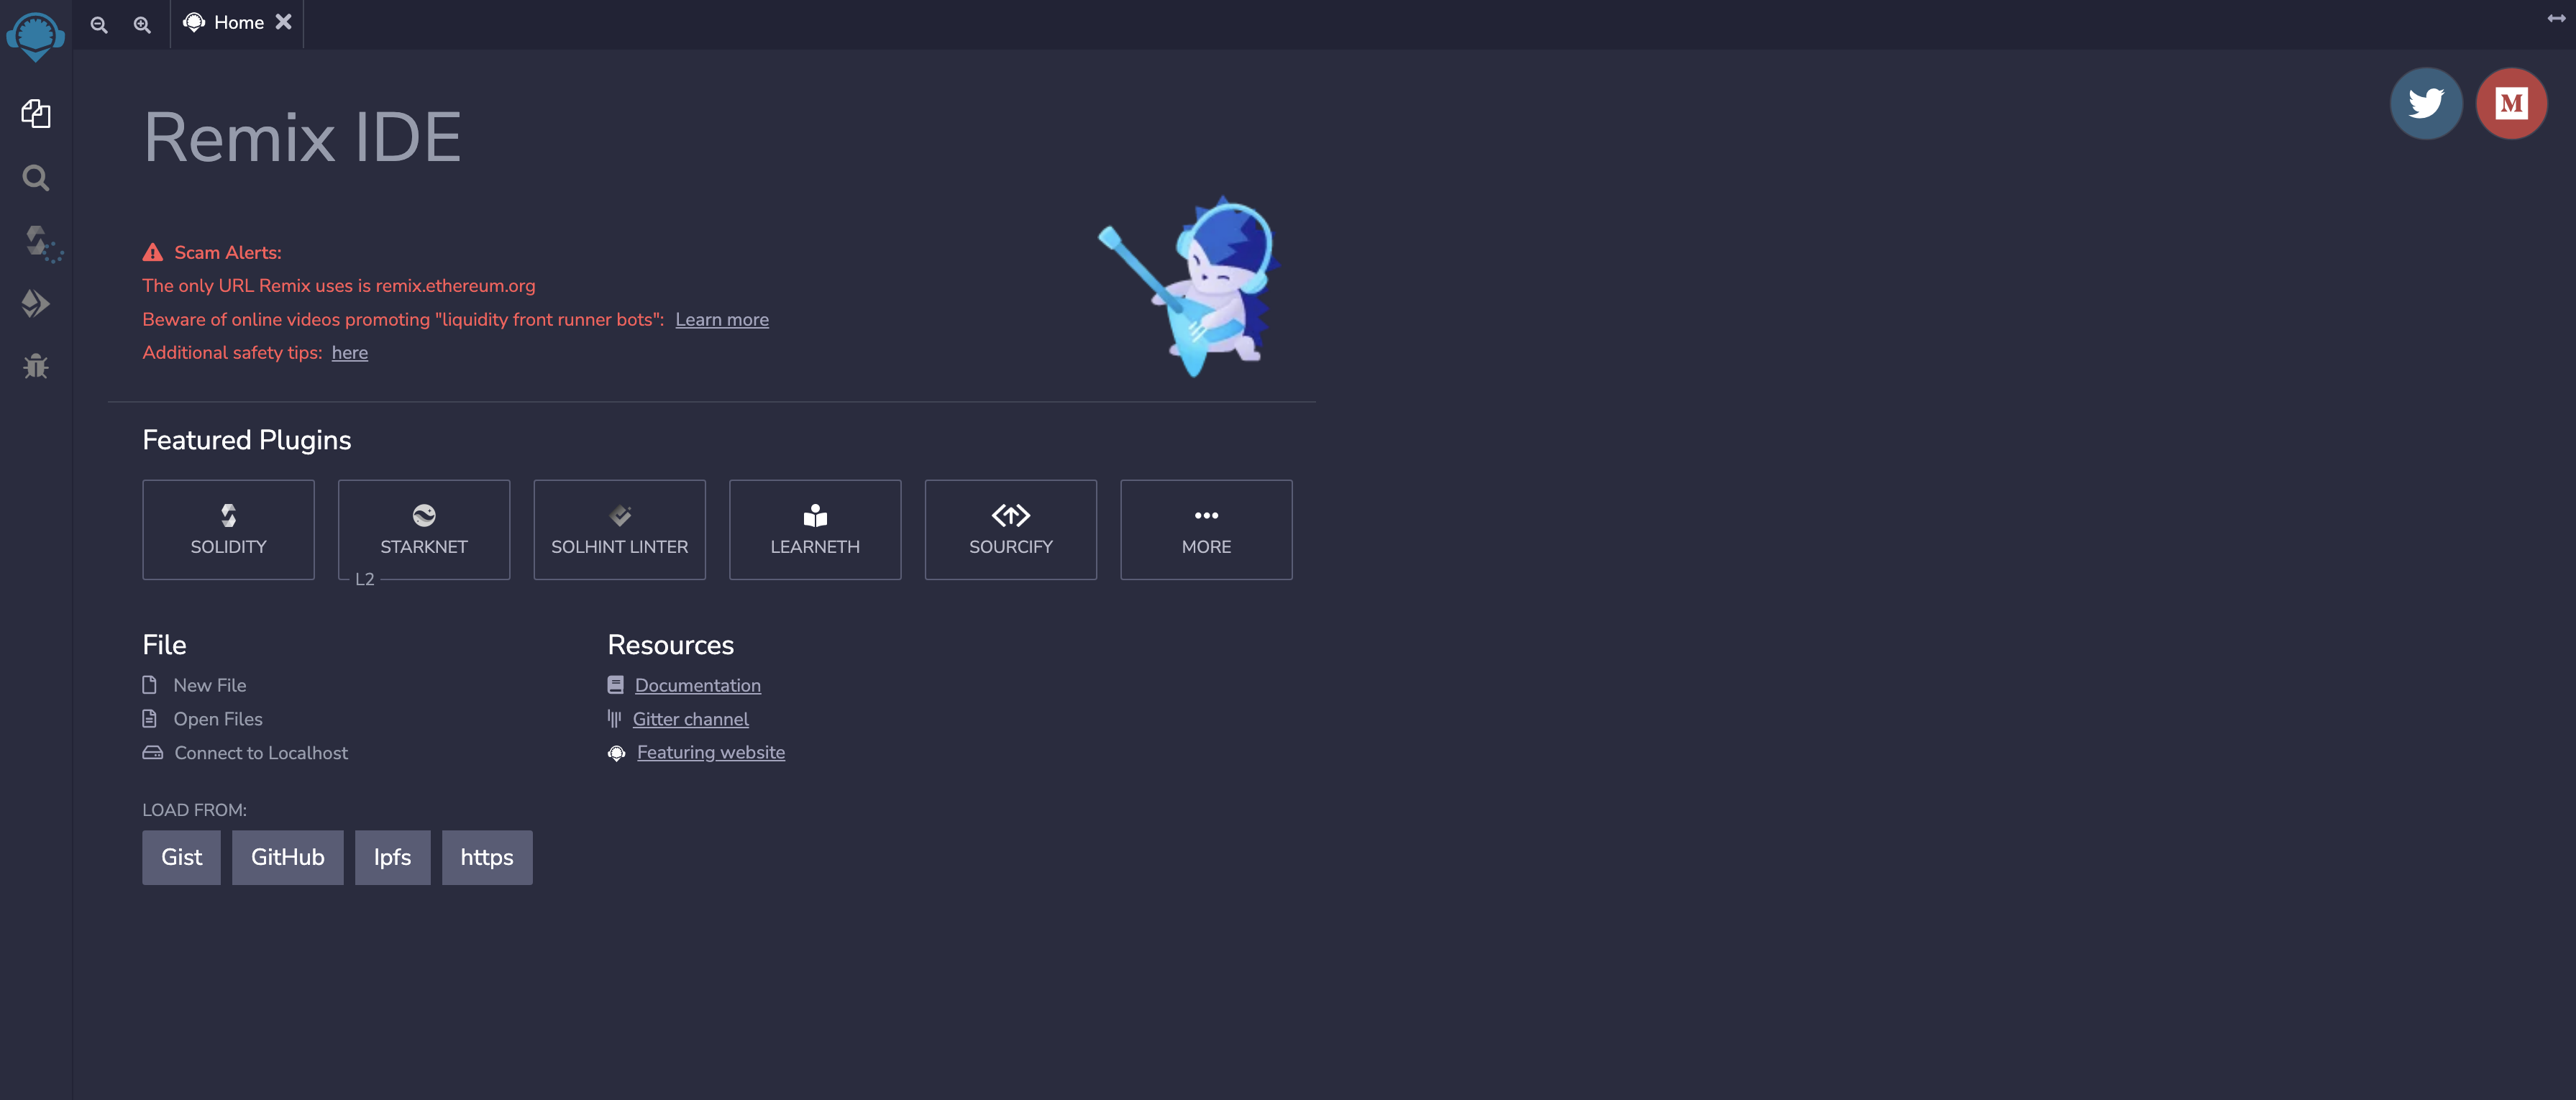 Home
Remix IDE
Scam Alerts:
The only URL Remix uses is remix.ethereum.org
Beware of online videos promoting "liquidity front runner bots": Learn more
Additional safety tips: here
Featured Plugins
SOLIDITY
STARKNET
L2
SOLHINT LINTER
LEARNETH
SOURCIFY
MORE
File
New File
Open Files
Connect to Localhost
LOAD FROM:
Gist
GitHub
Ipfs
https
Resources
Documentation
Gitter channel
Featuring website
M